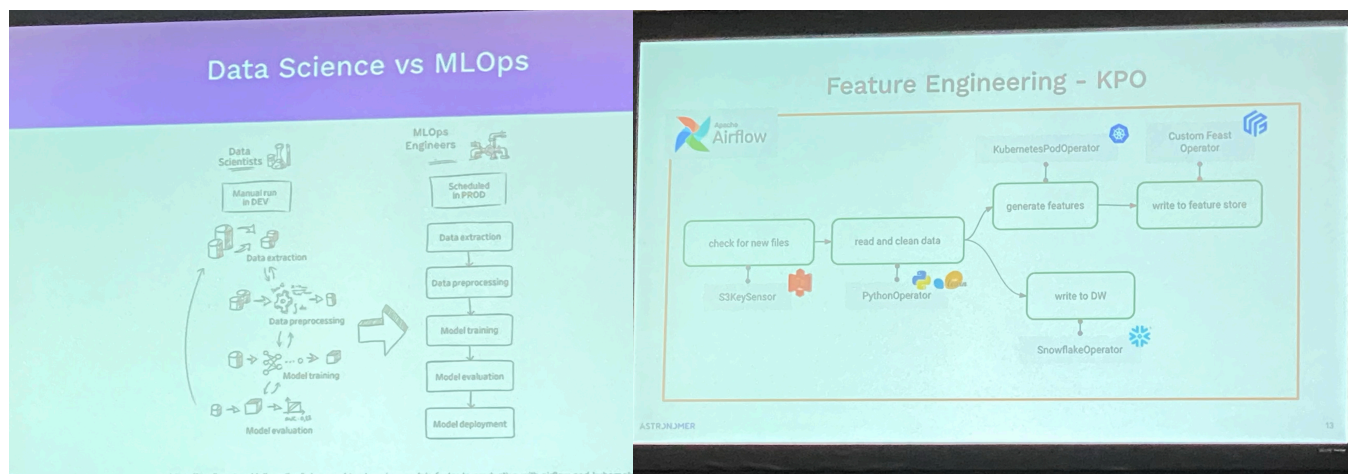 Data Science vs MLOps
Data
Scientists
MLOps
Engineers
Manual run
in DEV
Scheduled
in PROD
Data extraction
Data preprocessing
Model training
Model evaluation
Data extraction
Data preprocessing
Model training
Model evaluation
Model deployment
Feature Engineering - KPO
Apache
Airflow
KubernetesPodOperator
Custom Feast
Operator
generate features
write to feature store
check for new files
read and clean data
S3KeySensor
PythonOperator
write to DW
SnowflakeOperator
ASTRONOMER
13